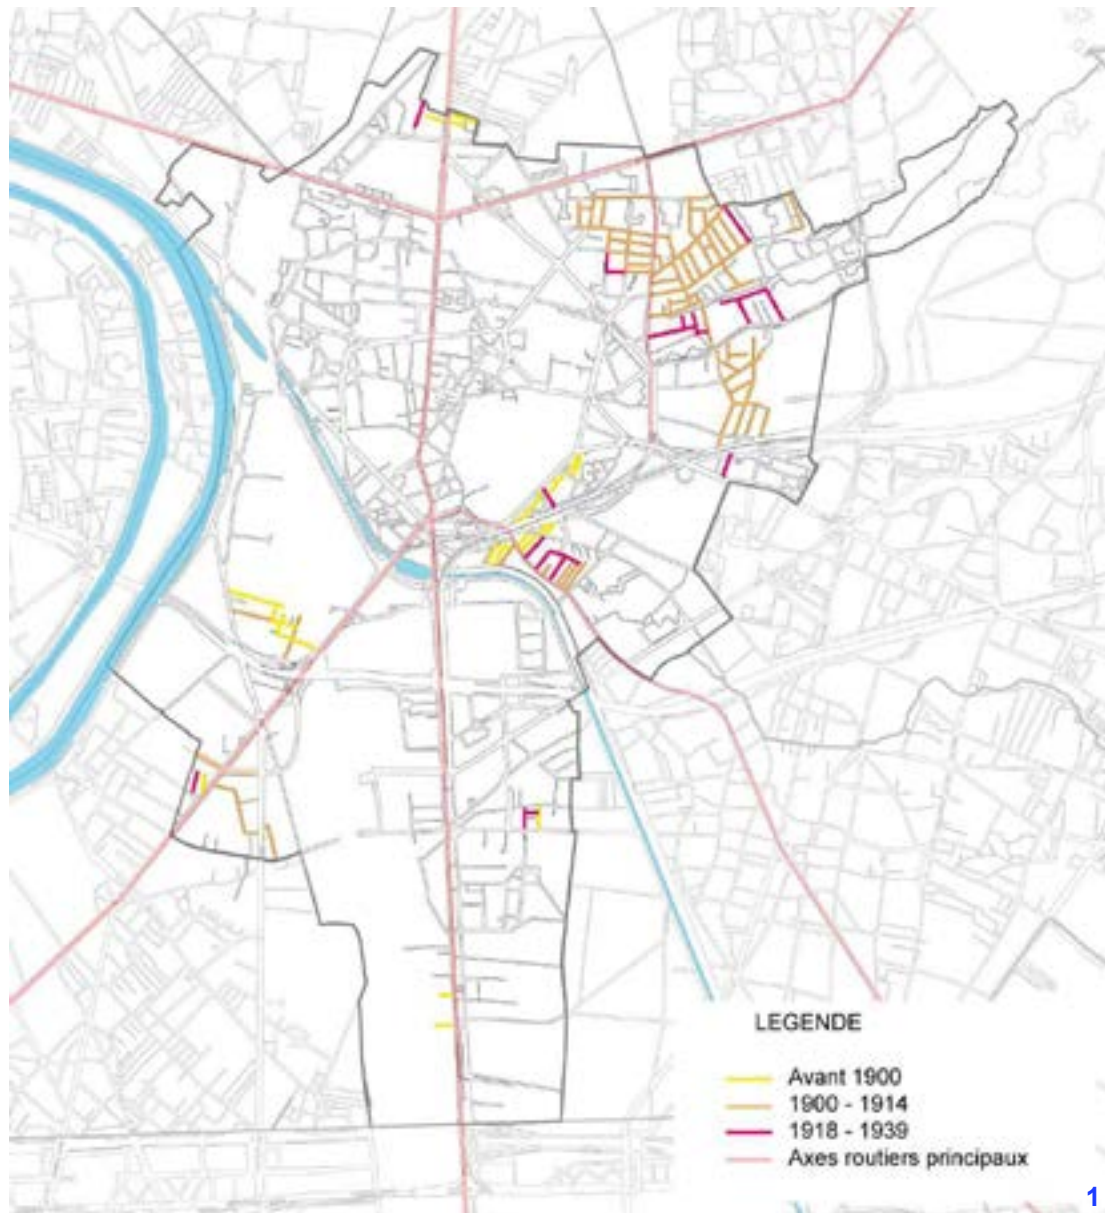 LEGENDE
Avant 1900
1900 - 1914
1918 - 1939
Axes routiers principaux
1